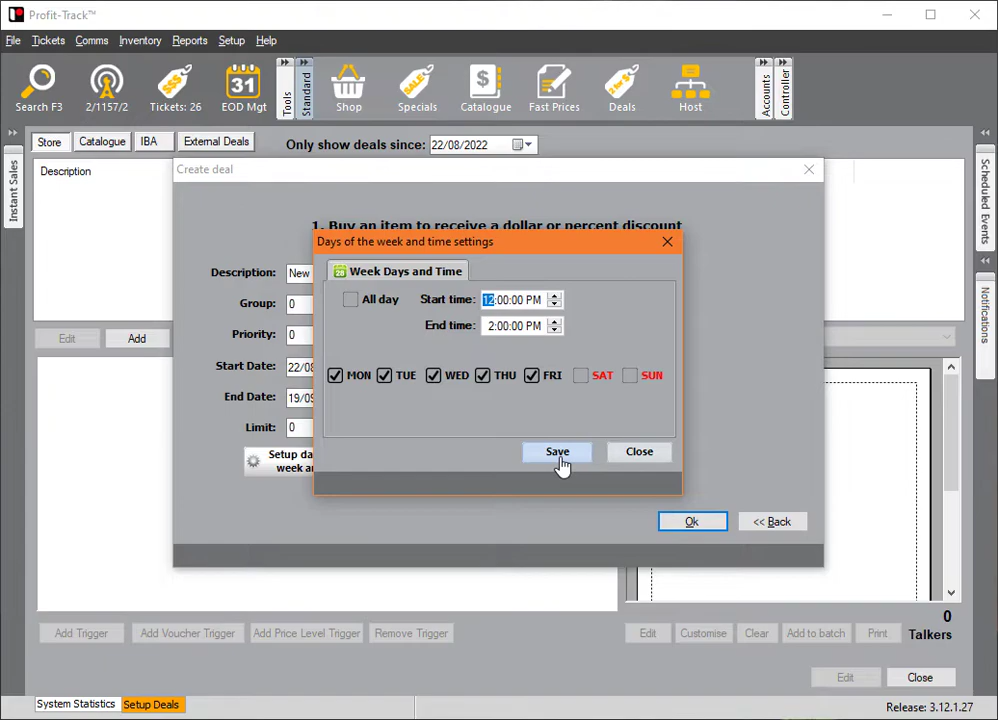 Profit-Track™
File Tickets Comms Inventory Reports Setup Help
Search F3
2/1157/2
Tickets: 26
31
EOD Mgt
Tools
Standard
Shop
SALE
Specials
$
Catalogue
Fast Prices
2 for $
Deals
Host
Accounts
Controller
Store Catalogue IBA External Deals Only show deals since: 22/08/2022
Instant Sales
Description
Create deal
Scheduled Events
Notifications
1. Buy an item to receive a dollar or percent discount
Description: New
Group: 0
Priority: 0
Start Date: 22/08
End Date: 19/09
Limit: 0
Setup da
week a
Days of the week and time settings
28 Week Days and Time
All day Start time: 12:00:00 PM
End time: 2:00:00 PM
MON TUE WED THU FRI SAT SUN
Save Close
Edit Add
Ok << Back
0
Talkers
Add Trigger Add Voucher Trigger Add Price Level Trigger Remove Trigger Edit Customise Clear Add to batch Print
Edit Close
System Statistics Setup Deals
Release: 3.12.1.27